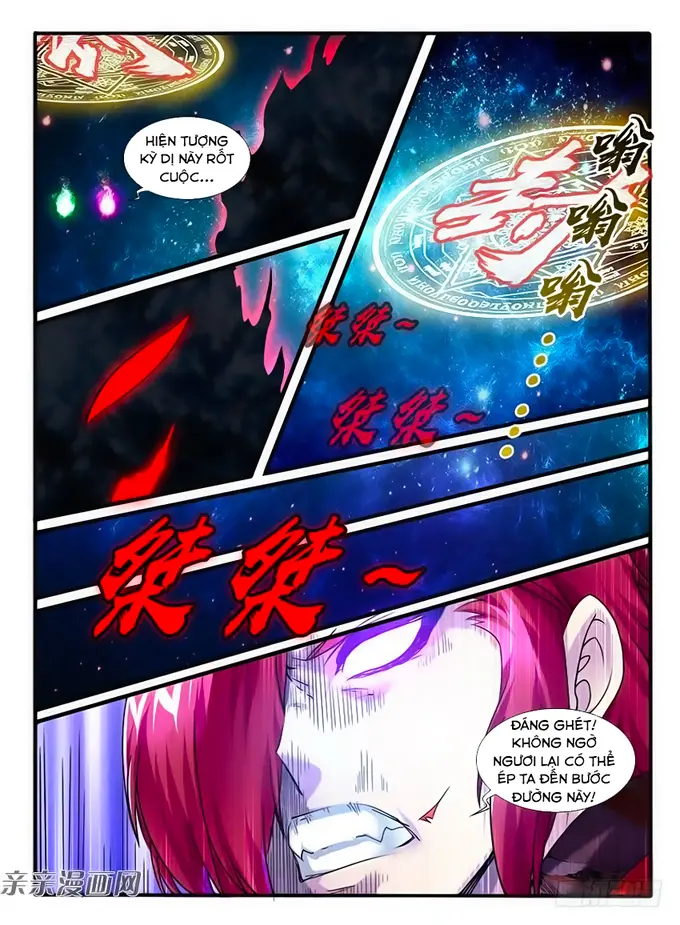 HIỆN TƯỢNG
KỲ DỊ NÀY RỐT
CUỘC...
嗡
嗡
嗡
桀桀~
桀桀~
桀桀~
ĐÁNG GHÉT!
KHÔNG NGỜ
NGƯƠI LẠI CÓ THỂ
ÉP TA ĐẾN BƯỚC
ĐƯỜNG NÀY!
亲亲漫画网